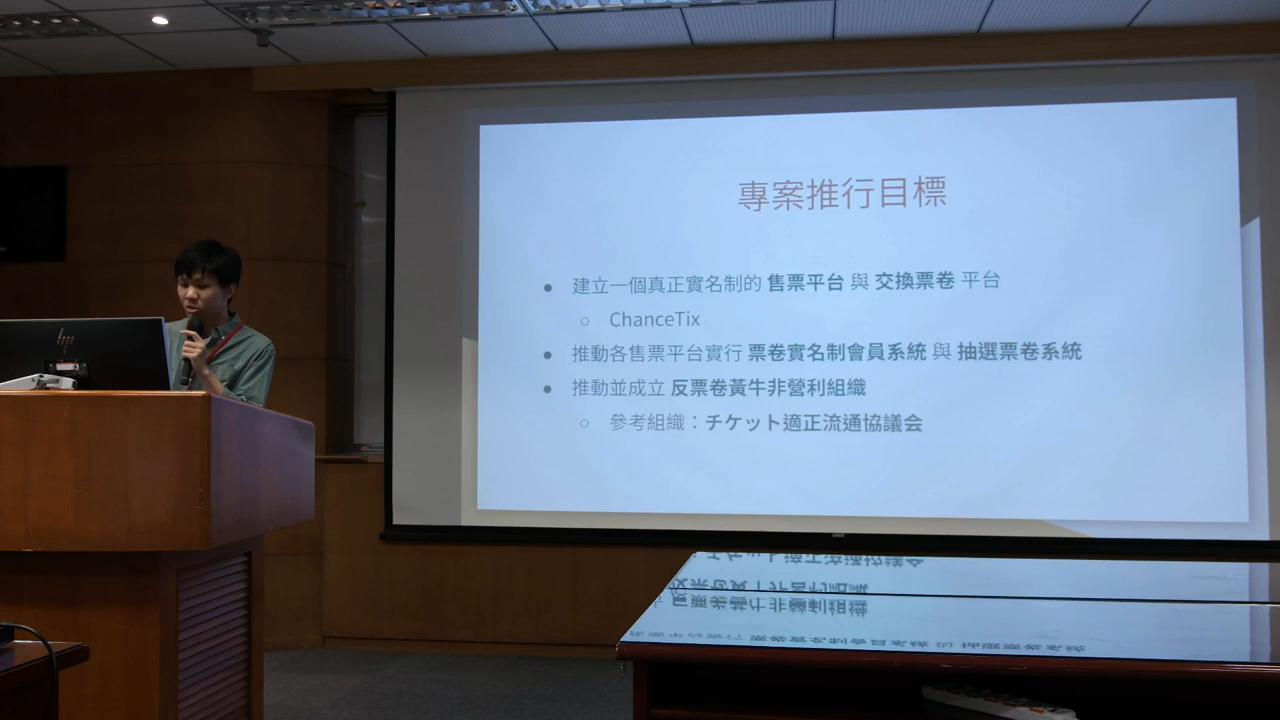 專案推行目標
● 建立一個真正實名制的 售票平台 與 交換票卷 平台
○ ChanceTix
● 推動各售票平台實行 票卷實名制會員系統 與 抽選票卷系統
● 推動並成立 反票卷黃牛非營利組織
○ 參考組織：チケット適正流通協議会
hp